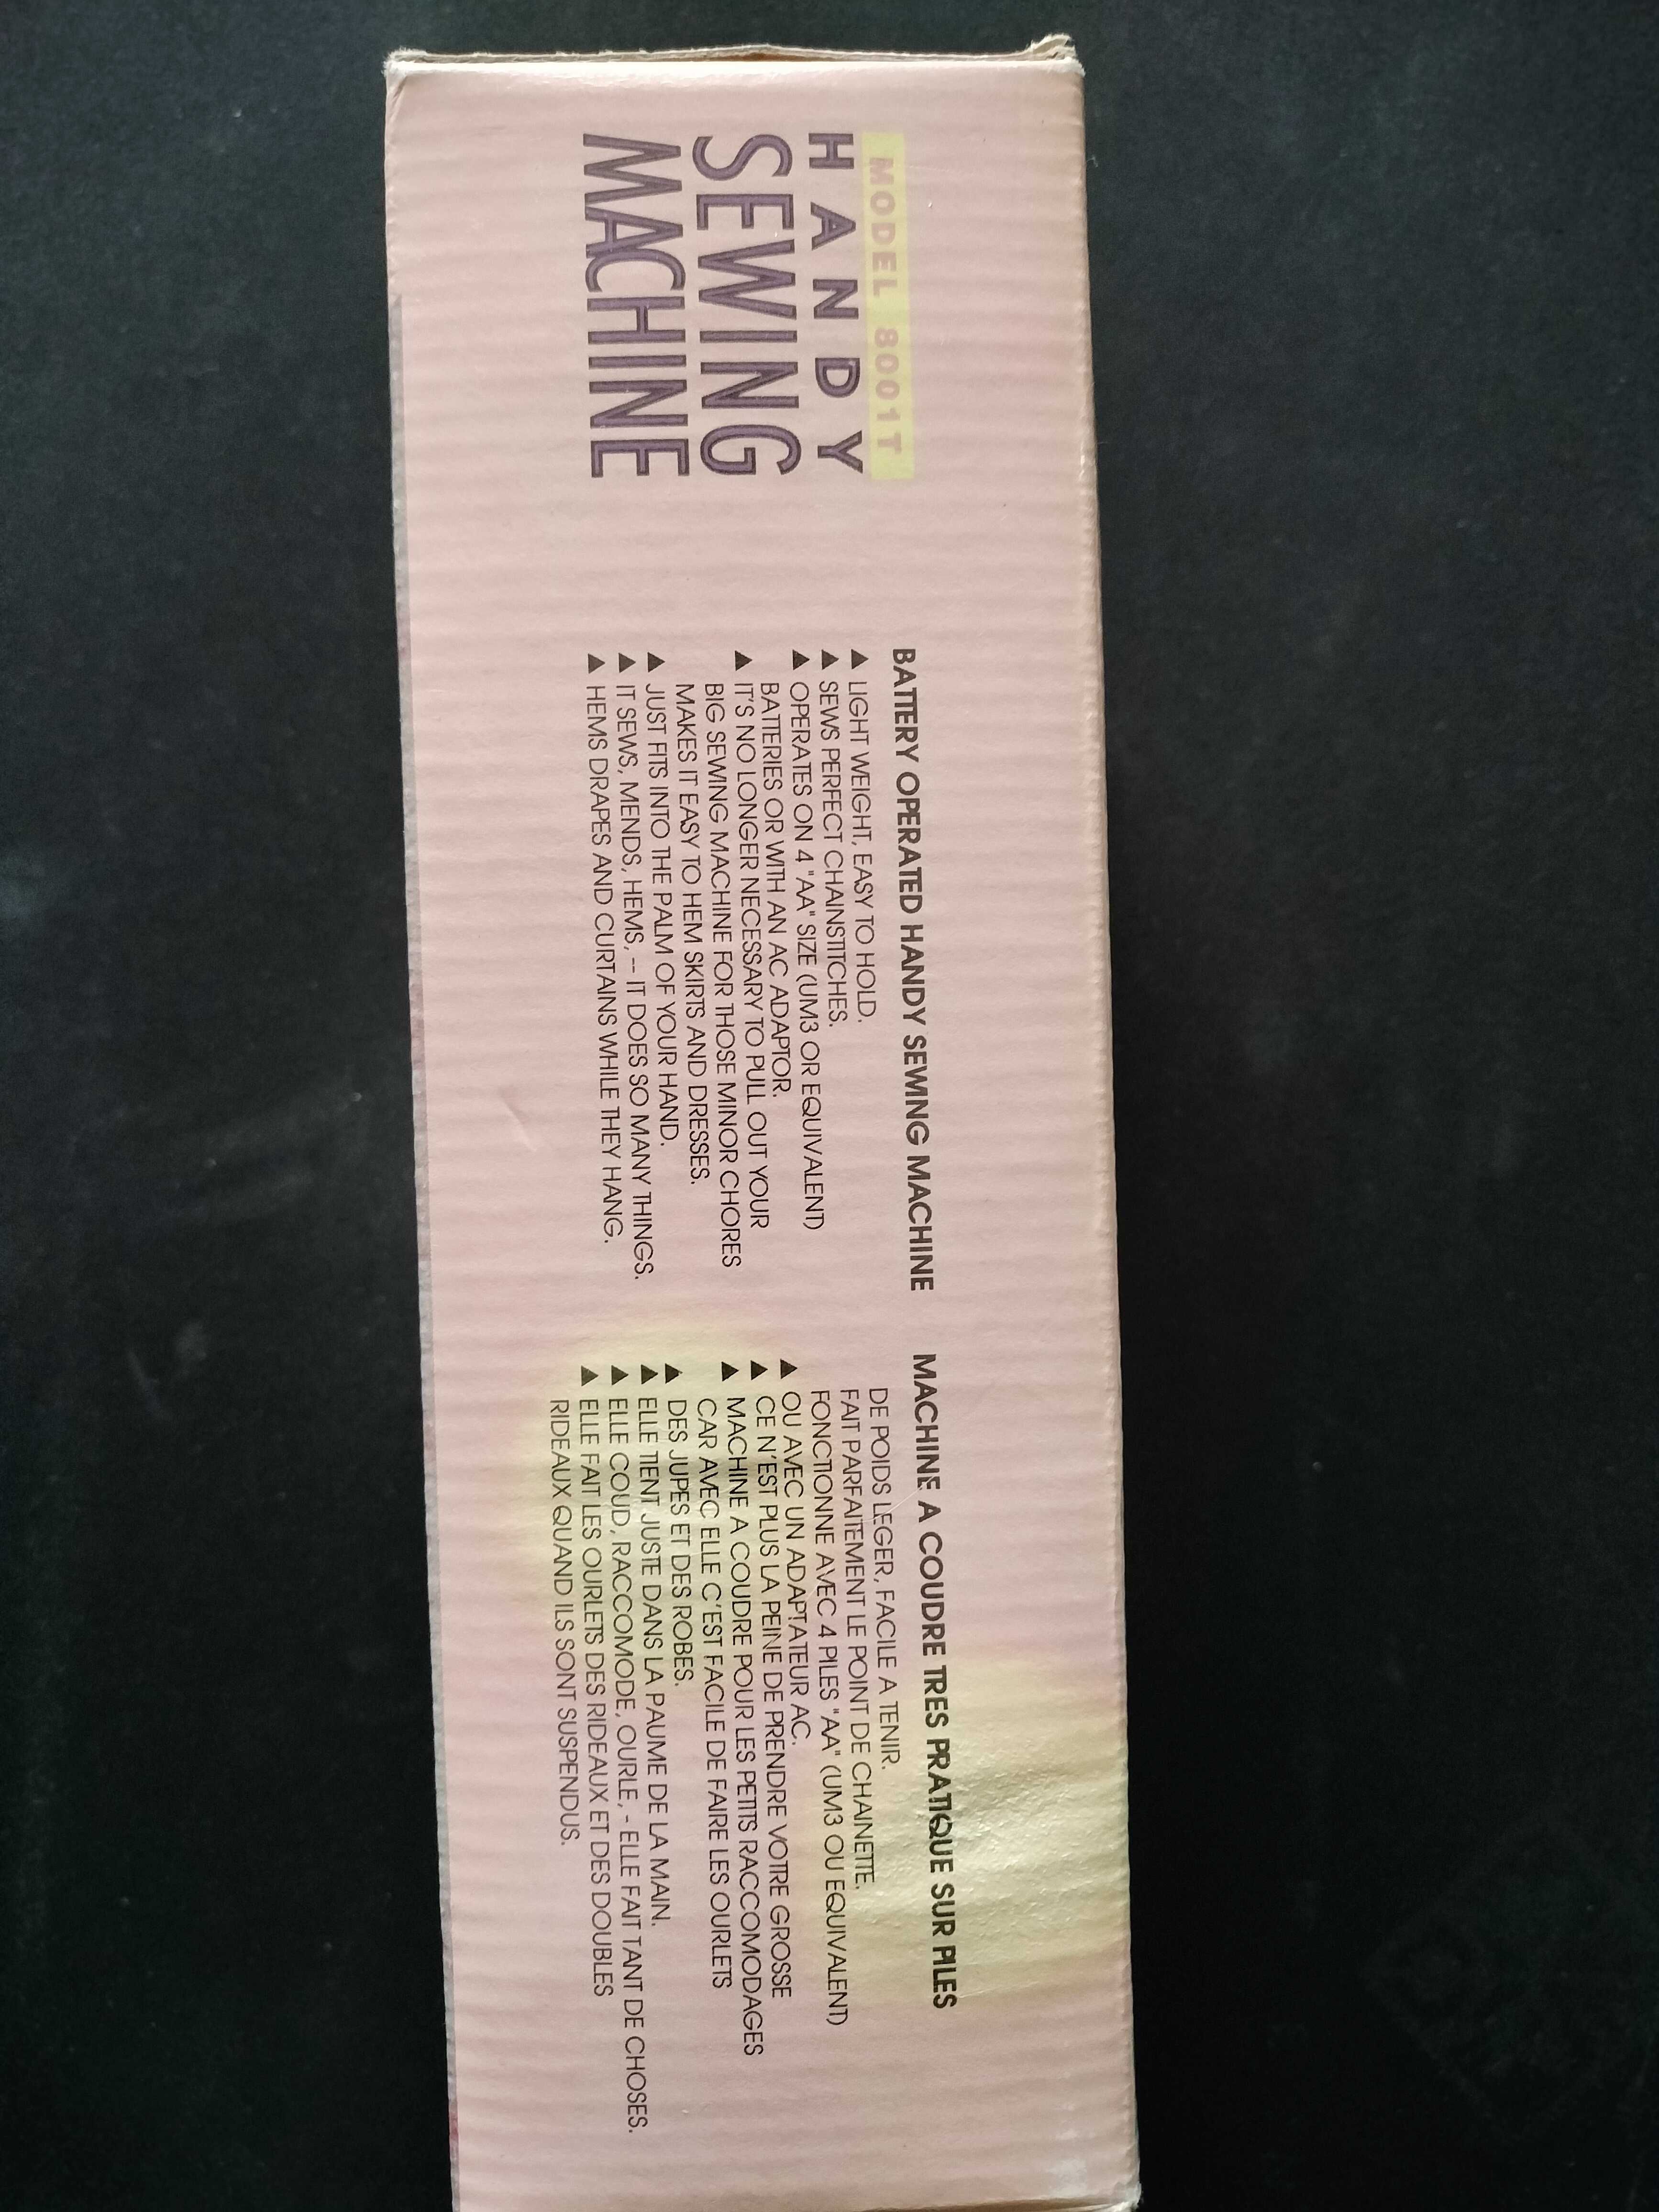 MODEL 8001T
HANDY
SEWING
MACHINE
BATTERY OPERATED HANDY SEWING MACHINE
▲ LIGHT WEIGHT, EASY TO HOLD.
▲ SEWS PERFECT CHAINSTITCHES.
▲ OPERATES ON 4 "AA" SIZE (UM3 OR EQUIVALENT)
BATTERIES OR WITH AN AC ADAPTOR.
▲ IT'S NO LONGER NECESSARY TO PULL OUT YOUR
BIG SEWING MACHINE FOR THOSE MINOR CHORES
MAKES IT EASY TO HEM SKIRTS AND DRESSES.
▲ JUST FITS INTO THE PALM OF YOUR HAND.
▲ IT SEWS, MENDS, HEMS, -- IT DOES SO MANY THINGS.
▲ HEMS DRAPES AND CURTAINS WHILE THEY HANG.
MACHINE A COUDRE TRES PRATIQUE SUR PILES
DE POIDS LEGER, FACILE A TENIR.
FAIT PARFAITEMENT LE POINT DE CHAINETTE.
FONCTIONNE AVEC 4 PILES "AA" (UM3 OU EQUIVALENT)
▲ OU AVEC UN ADAPTATEUR AC.
▲ CE N'EST PLUS LA PEINE DE PRENDRE VOTRE GROSSE
▲ MACHINE A COUDRE POUR LES PETITS RACCOMODAGES
CAR AVEC ELLE C'EST FACILE DE FAIRE LES OURLETS
▲ DES JUPES ET DES ROBES.
▲ ELLE TIENT JUSTE DANS LA PAUME DE LA MAIN.
▲ ELLE COUD, RACCOMODE, OURLE, - ELLE FAIT TANT DE CHOSES.
▲ ELLE FAIT LES OURLETS DES RIDEAUX ET DES DOUBLES
RIDEAUX QUAND ILS SONT SUSPENDUS.